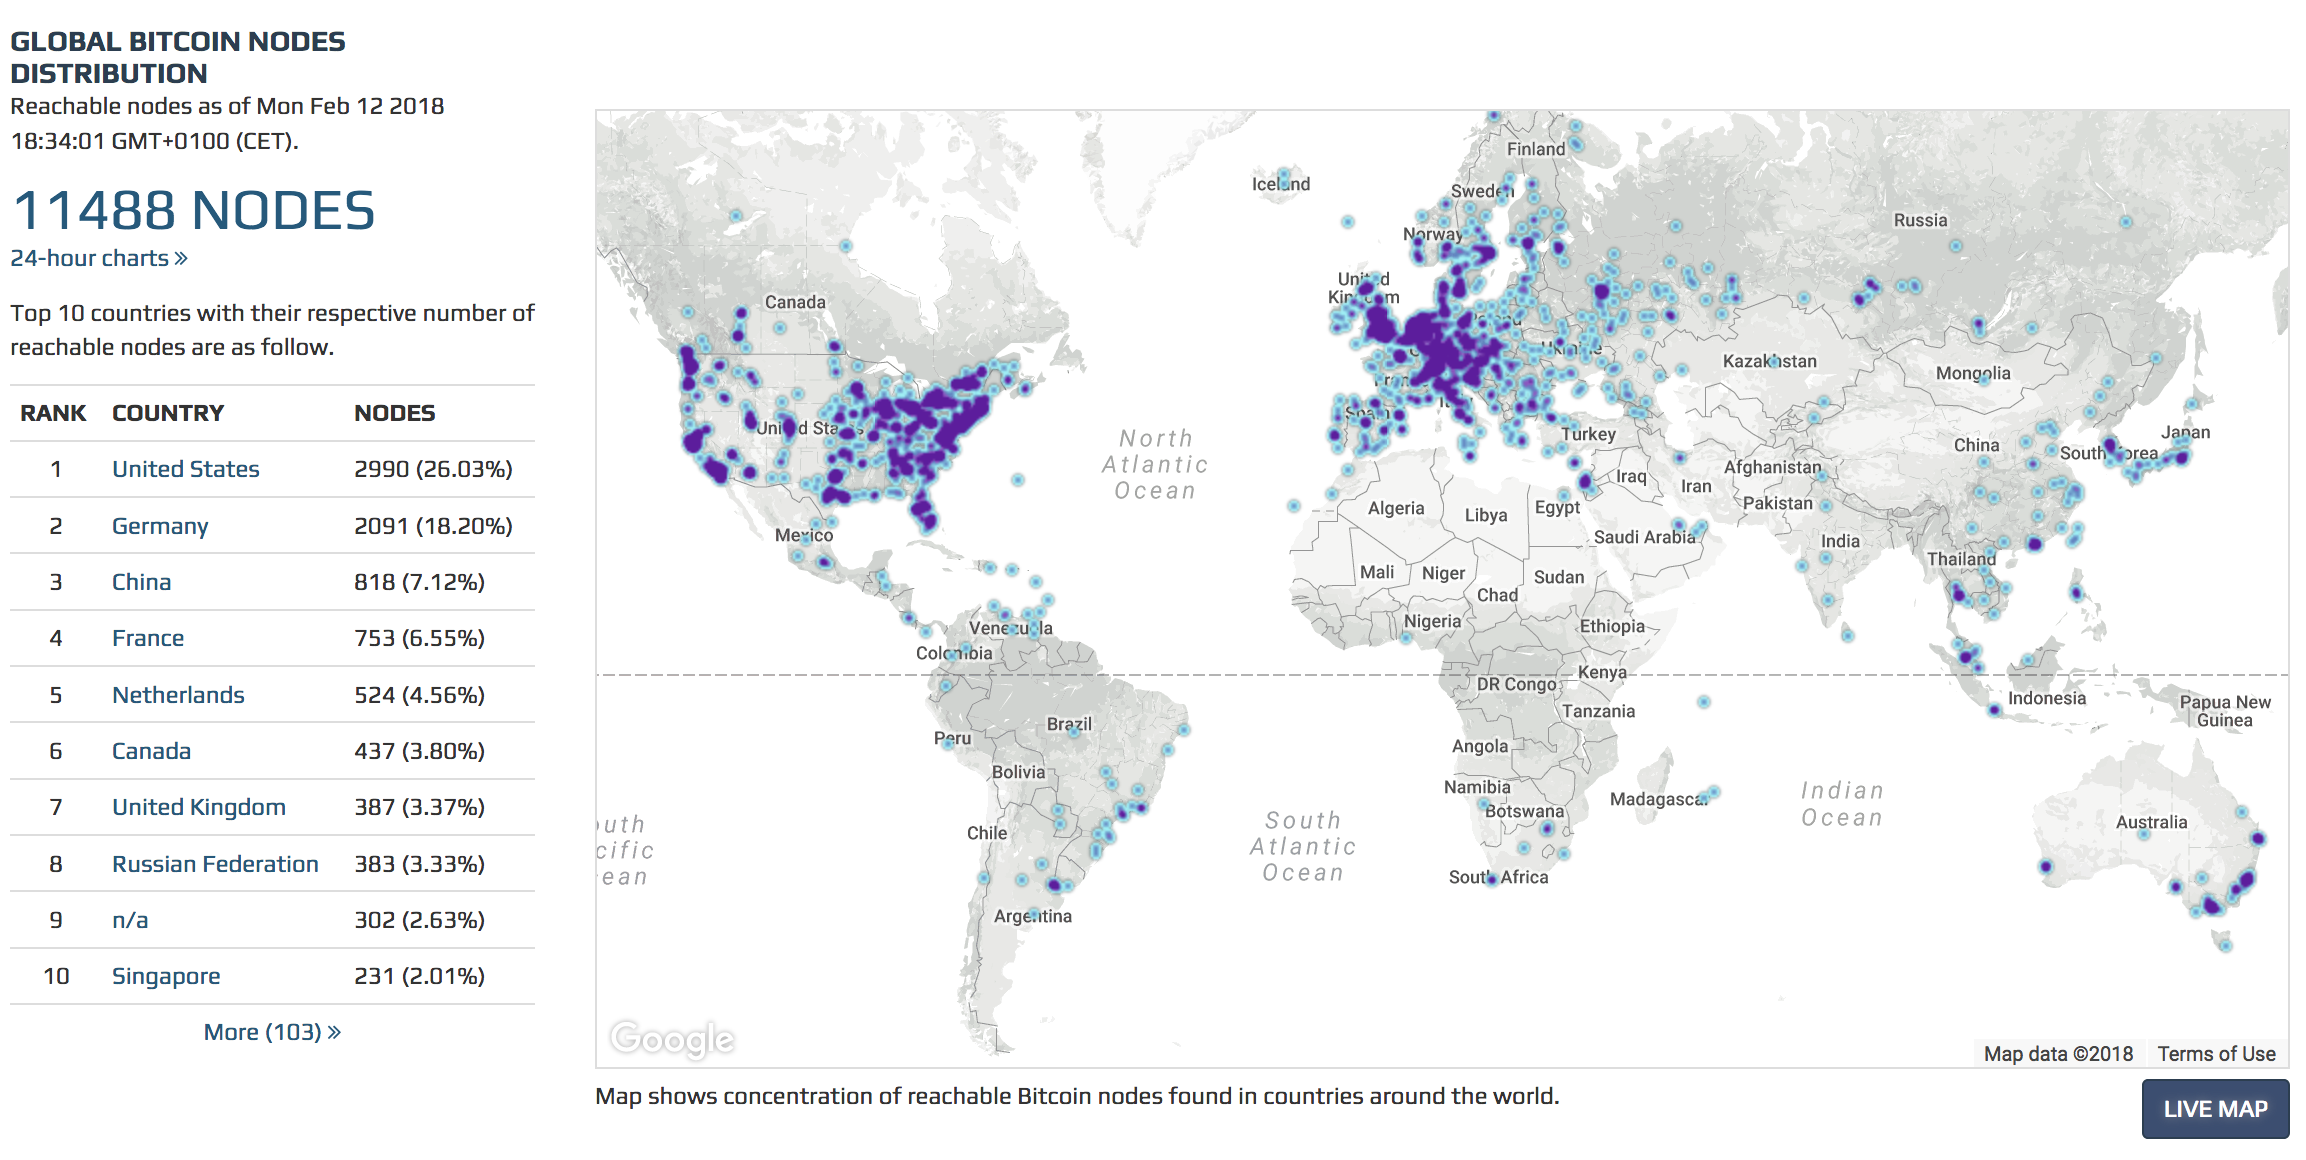 GLOBAL BITCOIN NODES
DISTRIBUTION
Reachable nodes as of Mon Feb 12 2018
18:34:01 GMT+0100 (CET).
11488 NODES
24-hour charts »
Top 10 countries with their respective number of
reachable nodes are as follow.
RANK COUNTRY NODES
1 United States 2990 (26.03%)
2 Germany 2091 (18.20%)
3 China 818 (7.12%)
4 France 753 (6.55%)
5 Netherlands 524 (4.56%)
6 Canada 437 (3.80%)
7 United Kingdom 387 (3.37%)
8 Russian Federation 383 (3.33%)
9 n/a 302 (2.63%)
10 Singapore 231 (2.01%)
More (103) »
Finland
Iceland
Sweden
Russia
Norway
United
Kingdom
Canada
Poland
Ukraine
Kazakhstan
Mongolia
France
Spain
United States
Turkey
Japan
North
Atlantic
Ocean
China
South Korea
Afghanistan
Iraq
Iran
Pakistan
Algeria
Libya
Egypt
Mexico
Saudi Arabia
India
Thailand
Mali
Niger
Sudan
Chad
Nigeria
Ethiopia
Venezuela
Colombia
Kenya
DR Congo
Indonesia
Papua New
Guinea
Tanzania
Brazil
Peru
Angola
Bolivia
Namibia
Madagascar
Botswana
Indian
Ocean
Chile
South
Atlantic
Ocean
uth
cific
ean
Australia
South Africa
Argentina
Google
Map data ©2018
Terms of Use
Map shows concentration of reachable Bitcoin nodes found in countries around the world.
LIVE MAP